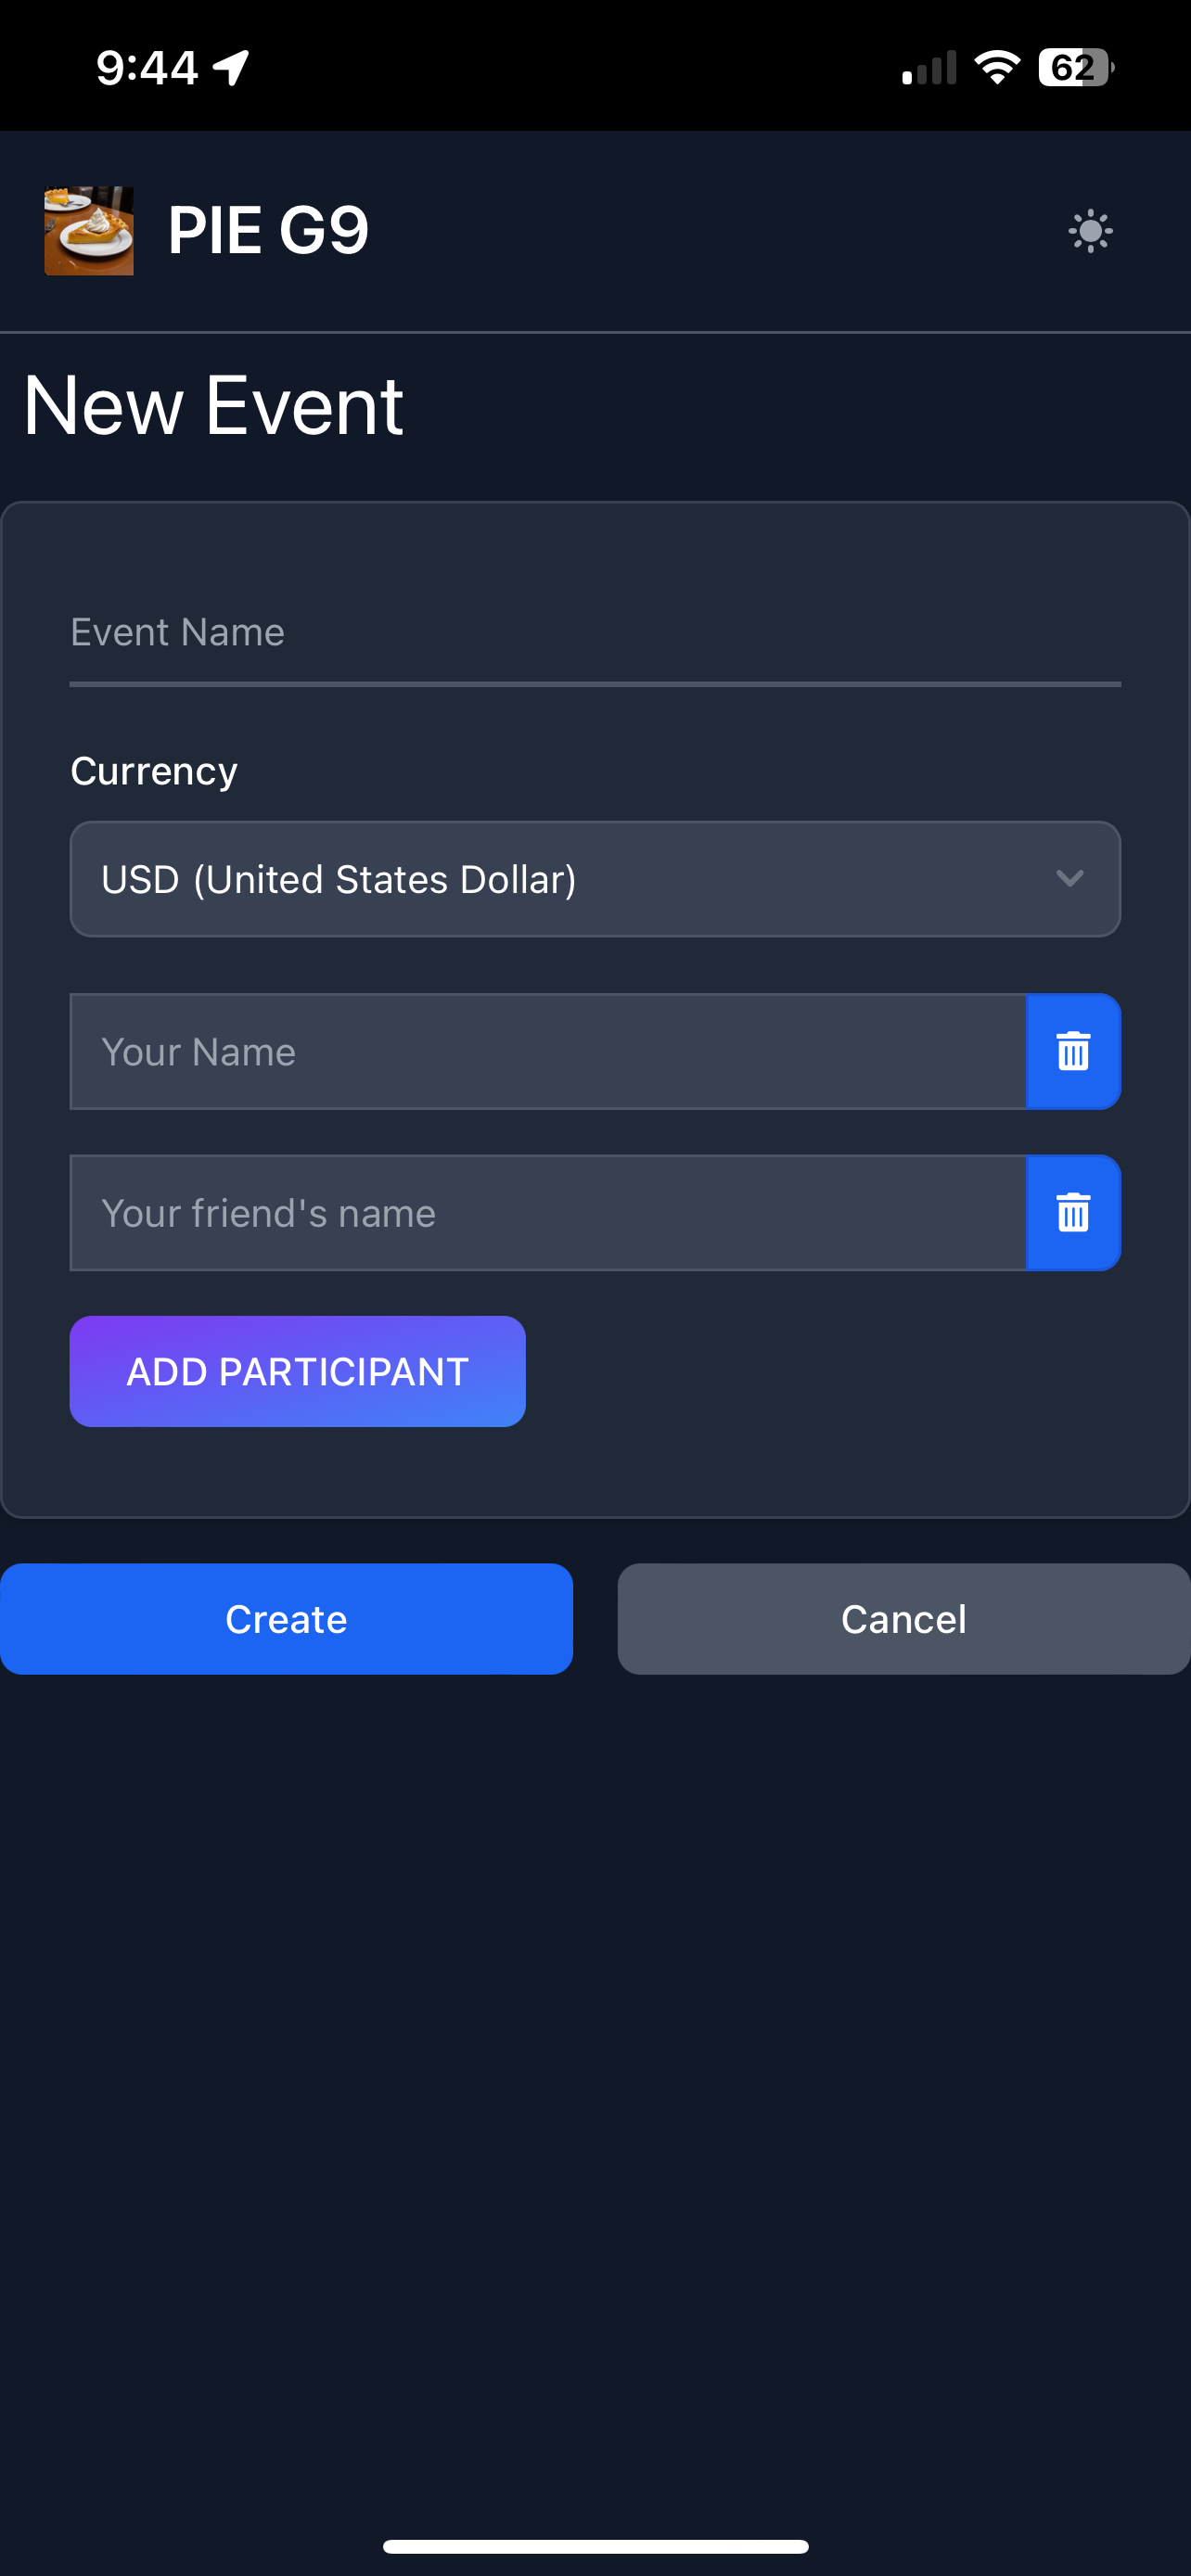 9:44
62
PIE G9
New Event
Event Name
Currency
USD (United States Dollar)
Your Name
Your friend's name
ADD PARTICIPANT
Create
Cancel